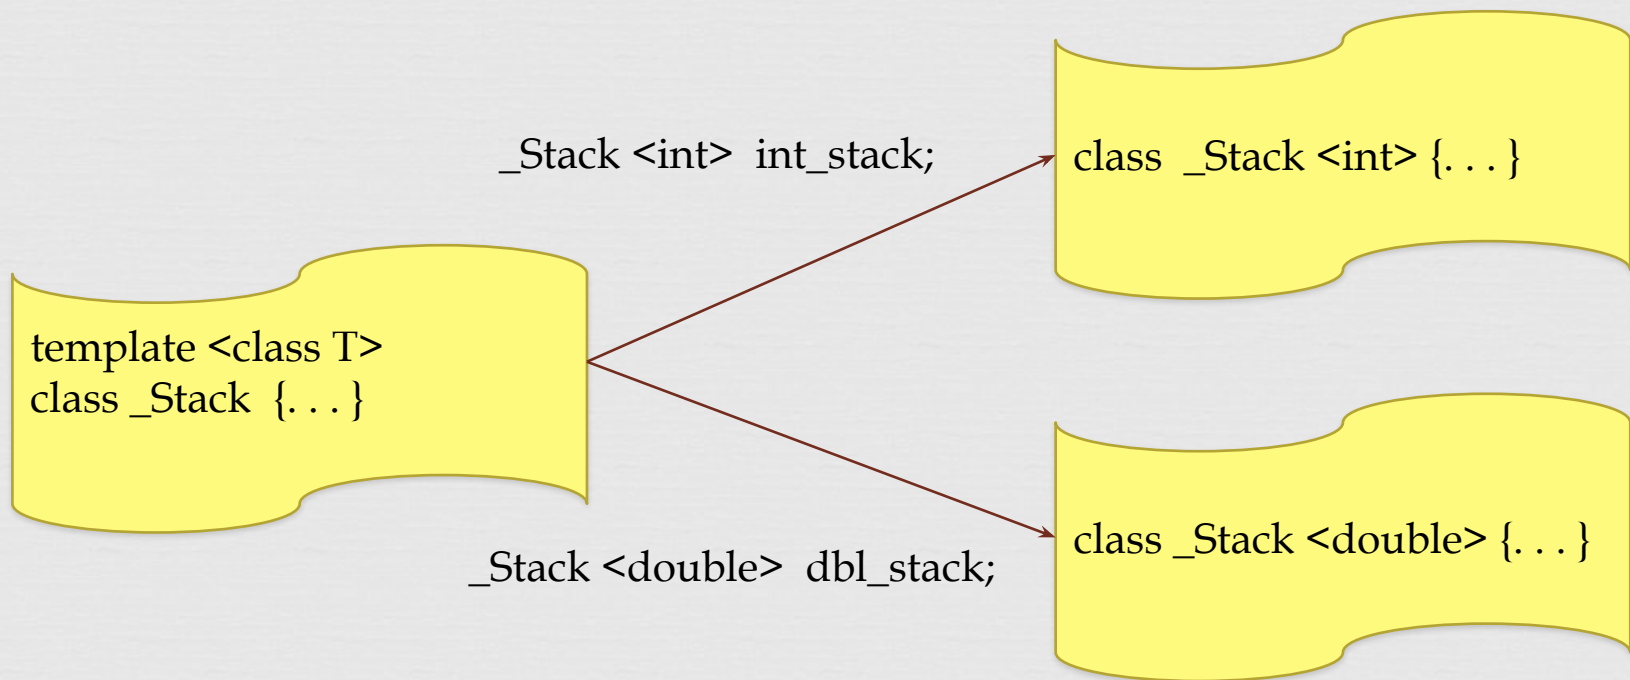 _Stack <int>  int_stack;
class  _Stack <int> {. . . }
template <class T>
class _Stack  {. . . }
_Stack <double>  dbl_stack;
class _Stack <double> {. . . }